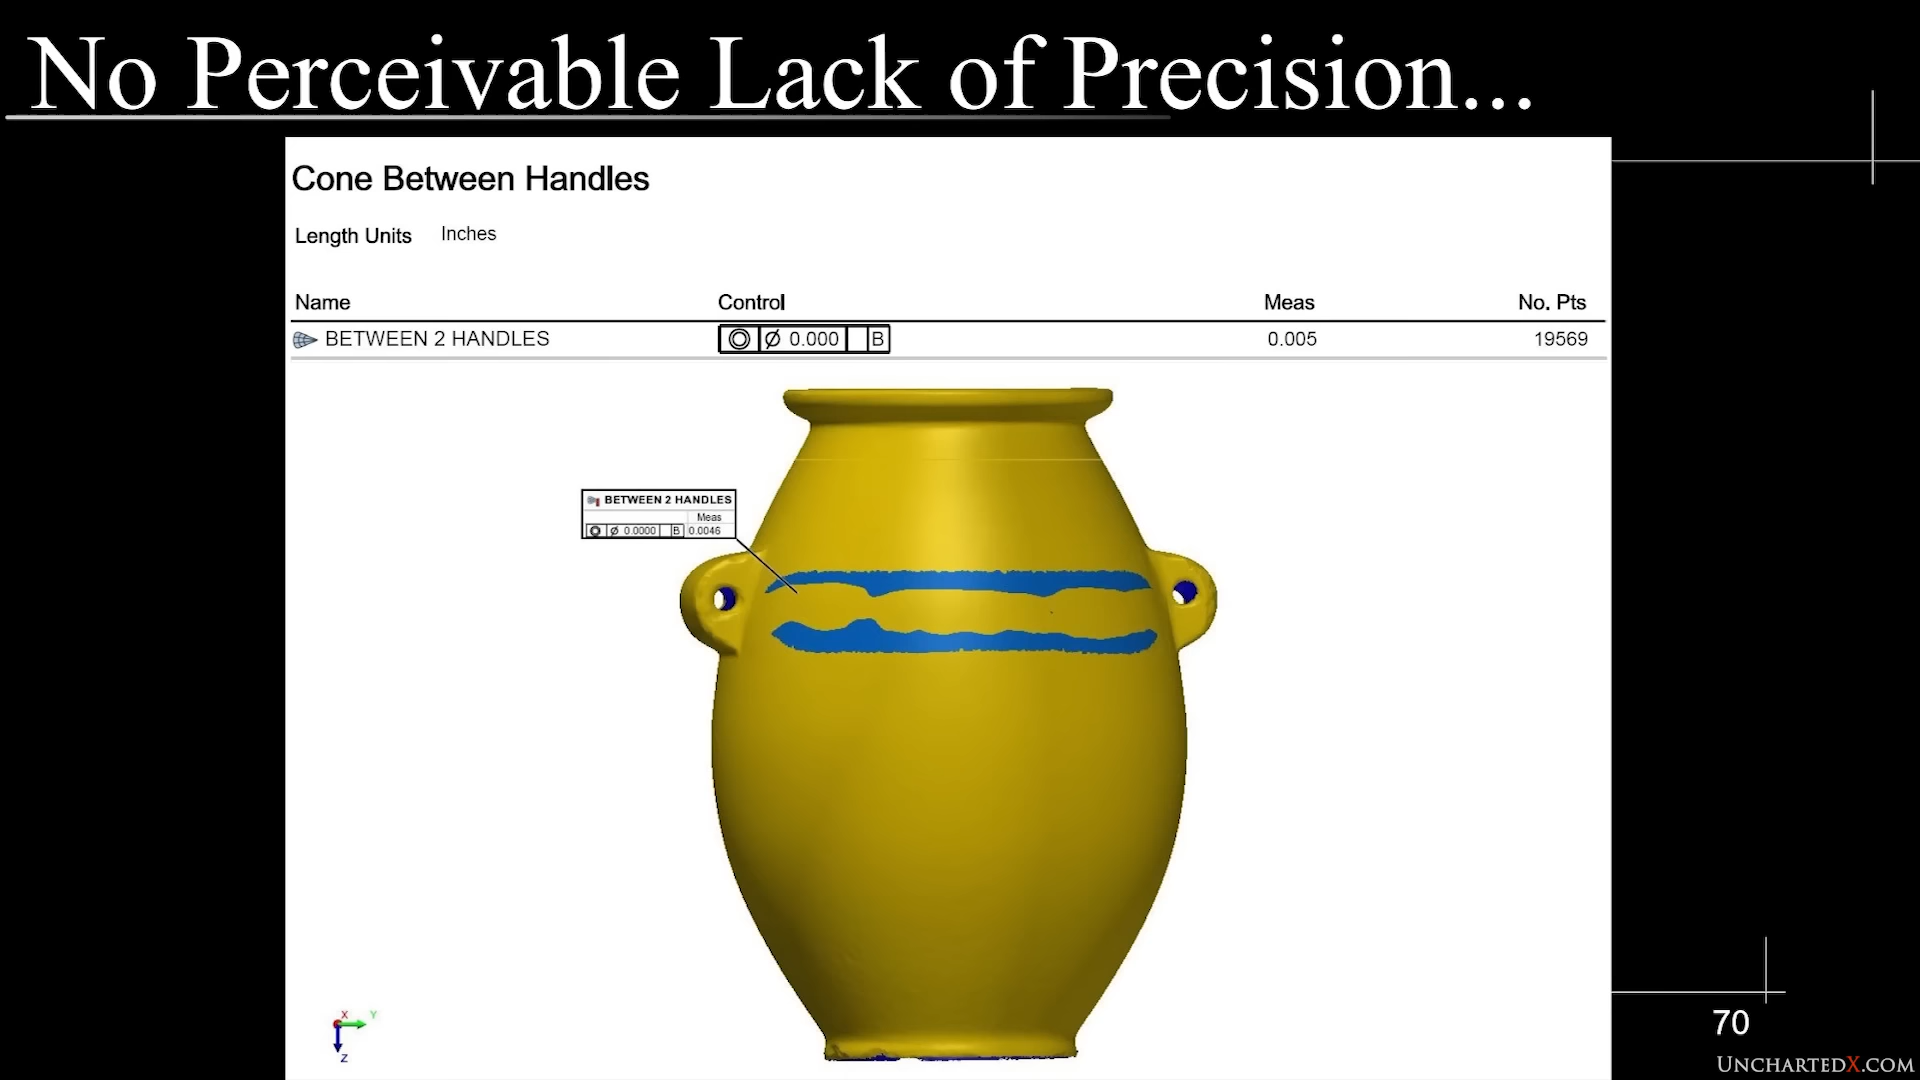 No Perceivable Lack of Precision...
Cone Between Handles
Length Units Inches
Name Control Meas No. Pts
BETWEEN 2 HANDLES ⌀ 0.000 B 0.005 19569
BETWEEN 2 HANDLES
Meas
⌀ 0.0000 B 0.0046
X Y
Z
70
UNCHARTEDX.COM